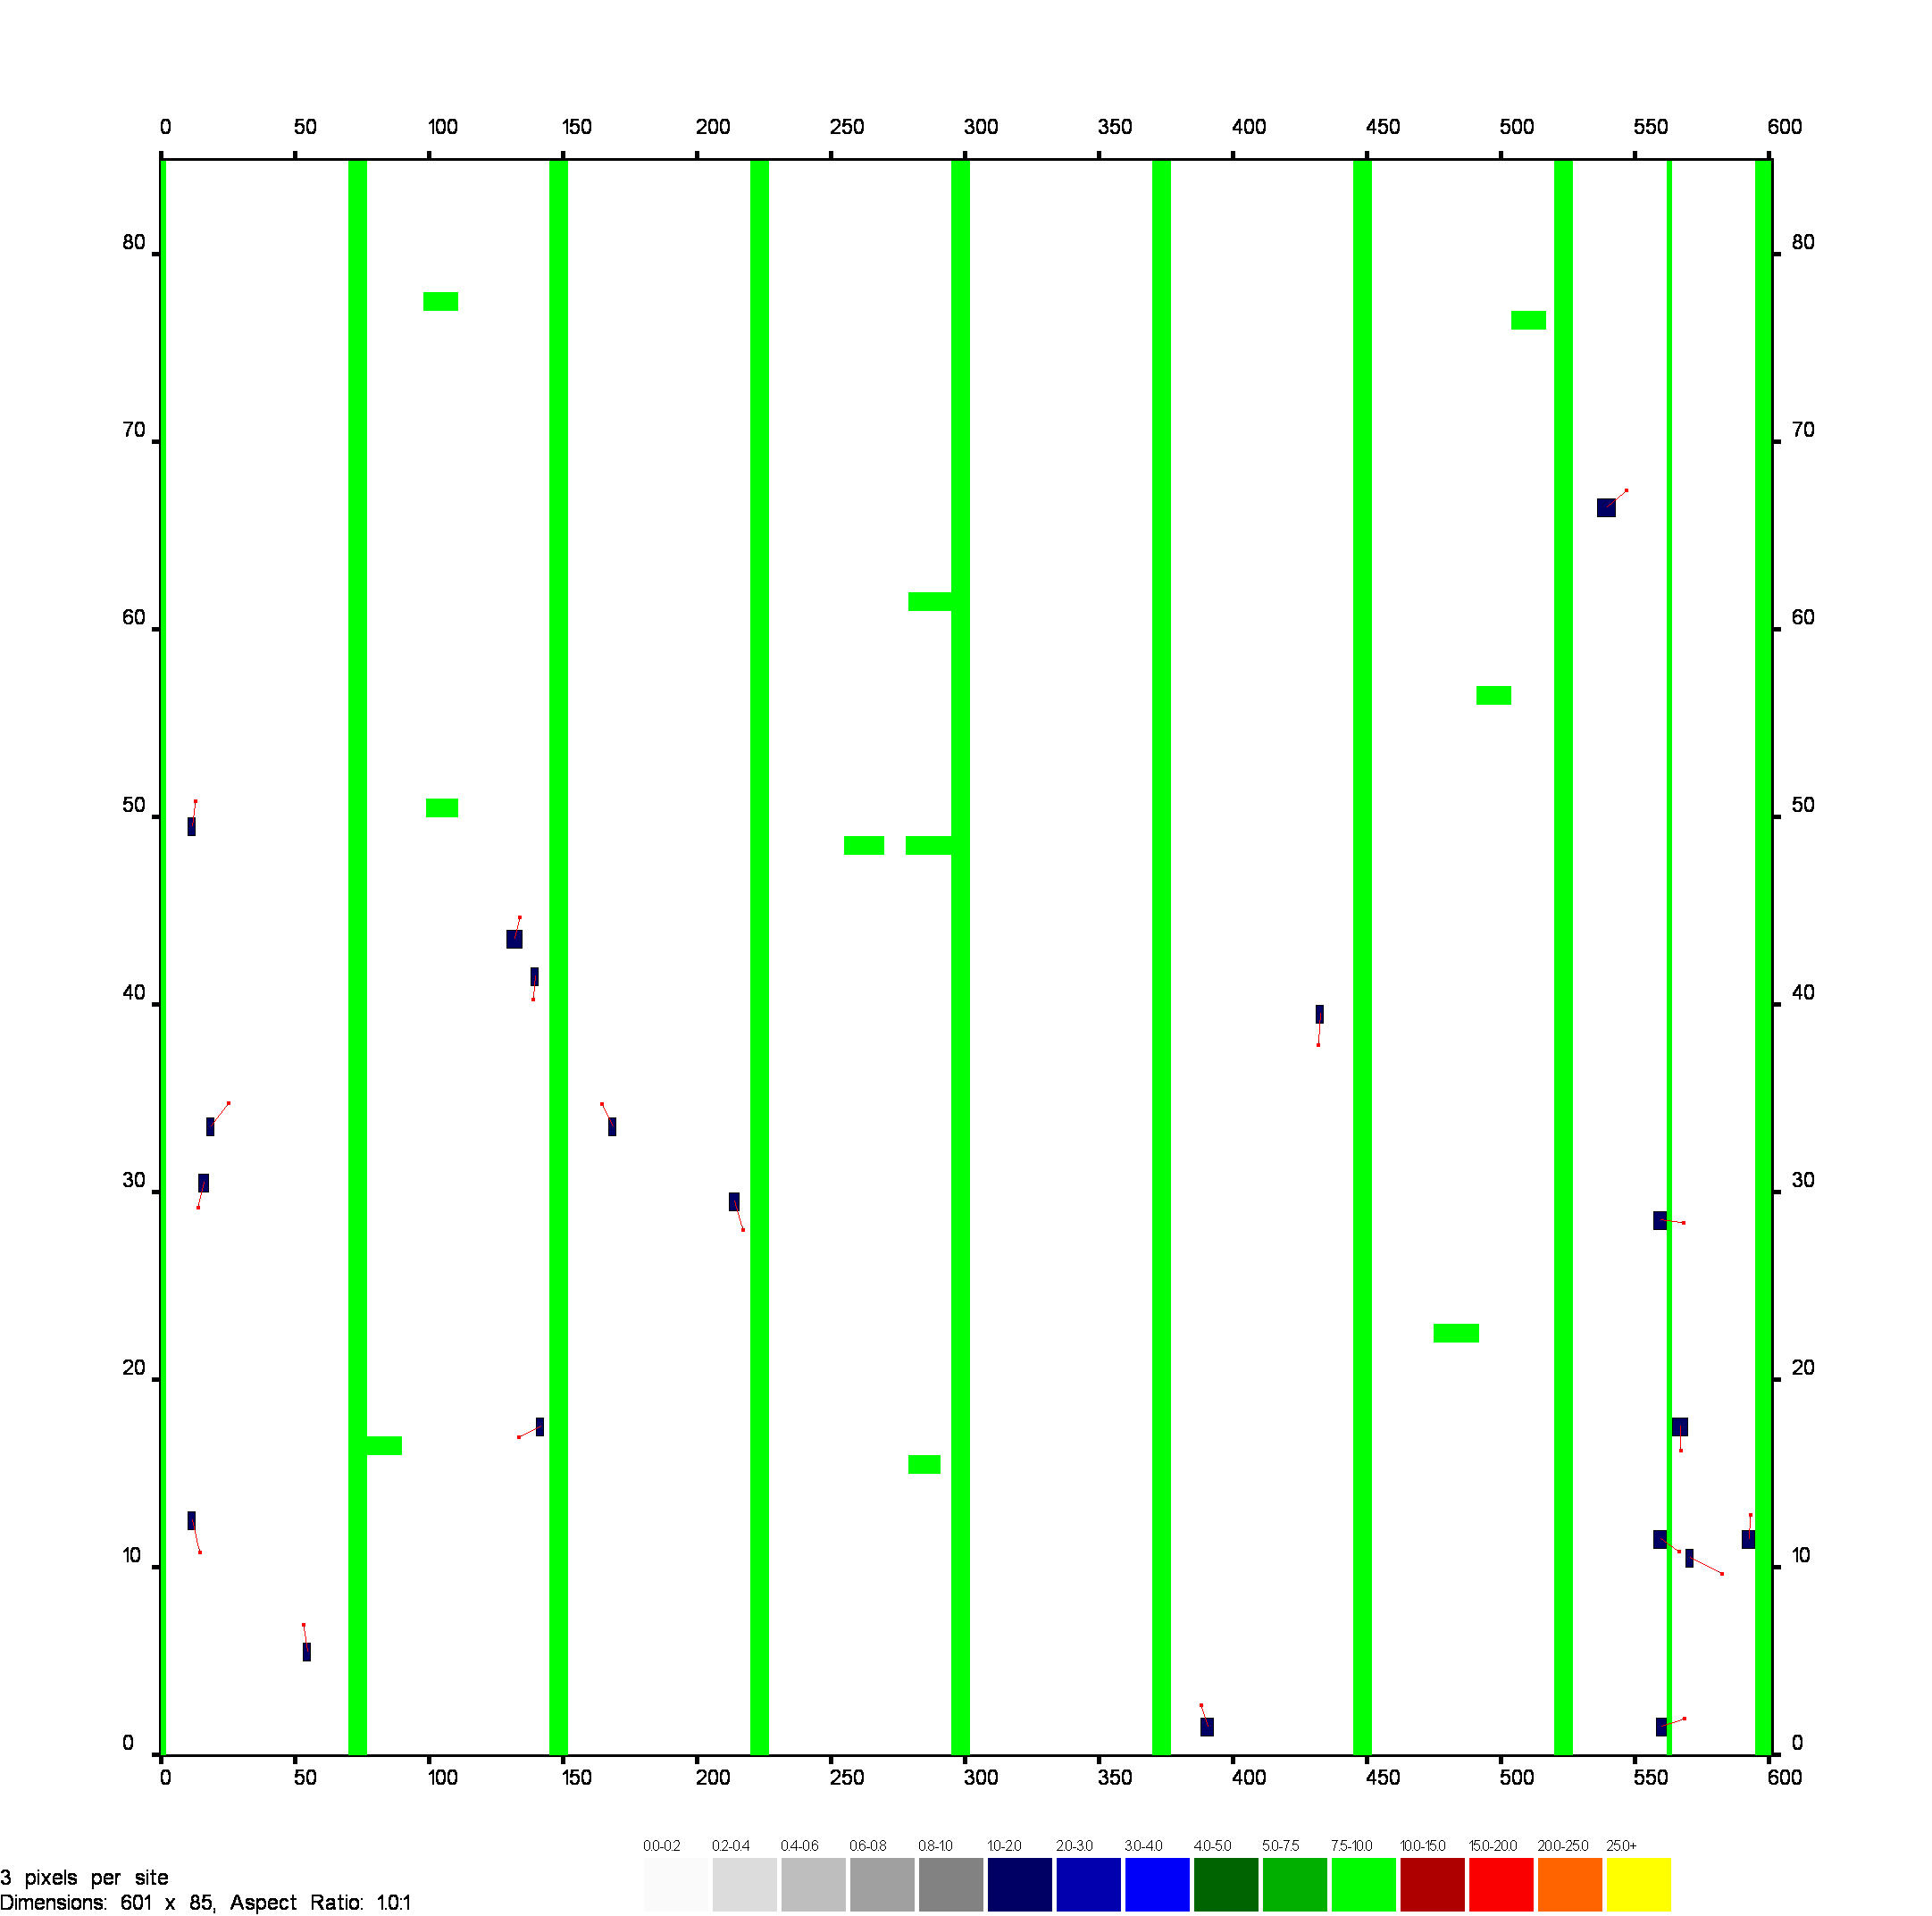 0 50 100 150 200 250 300 350 400 450 500 550 600
80 80
70 70
60 60
50 50
40 40
30 30
20 20
10 10
0 0
0 50 100 150 200 250 300 350 400 450 500 550 600
0.0-0.2 0.2-0.4 0.4-0.6 0.6-0.8 0.8-1.0 1.0-2.0 2.0-3.0 3.0-4.0 4.0-5.0 5.0-7.5 7.5-10.0 10.0-15.0 15.0-20.0 20.0-25.0 25.0+
3 pixels per site
Dimensions: 601 x 85, Aspect Ratio: 1.0:1